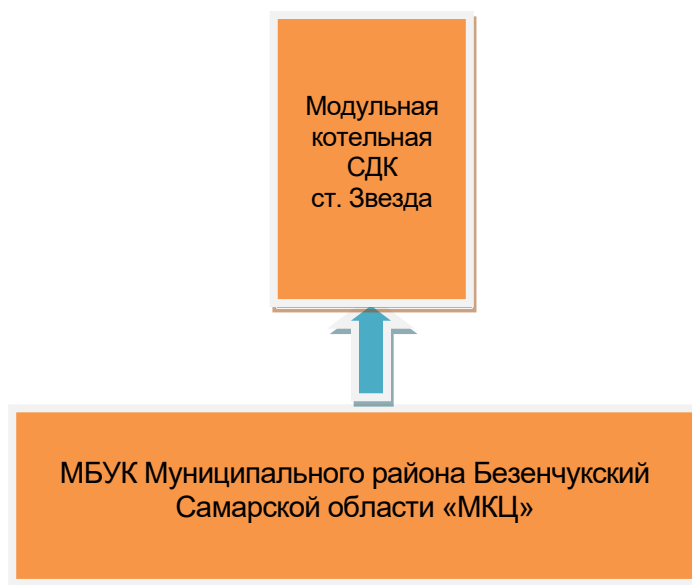 Модульная
котельная
СДК
ст. Звезда
МБУК Муниципального района Безенчукский
Самарской области «МКЦ»